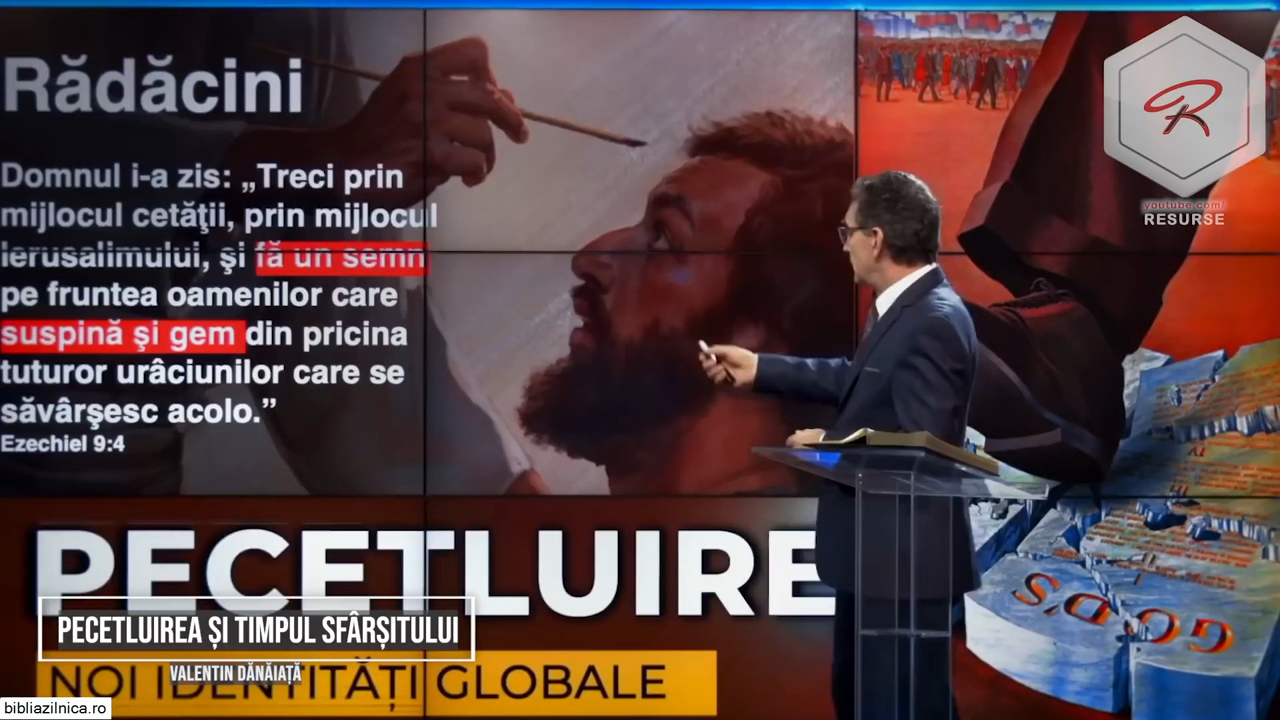 Rădăcini
Domnul i-a zis: „Treci prin
mijlocul cetăţii, prin mijlocul
Ierusalimului, şi fă un semn
pe fruntea oamenilor care
suspină şi gem din pricina
tuturor urâciunilor care se
săvârşesc acolo.”
Ezechiel 9:4
R
youtube.com/
RESURSE
PECETLUIRE
PECETLUIREA ȘI TIMPUL SFÂRȘITULUI
VALENTIN DĂNĂIAȚĂ
NOI IDENTITĂȚI GLOBALE
GOD'S
bibliazilnica.ro